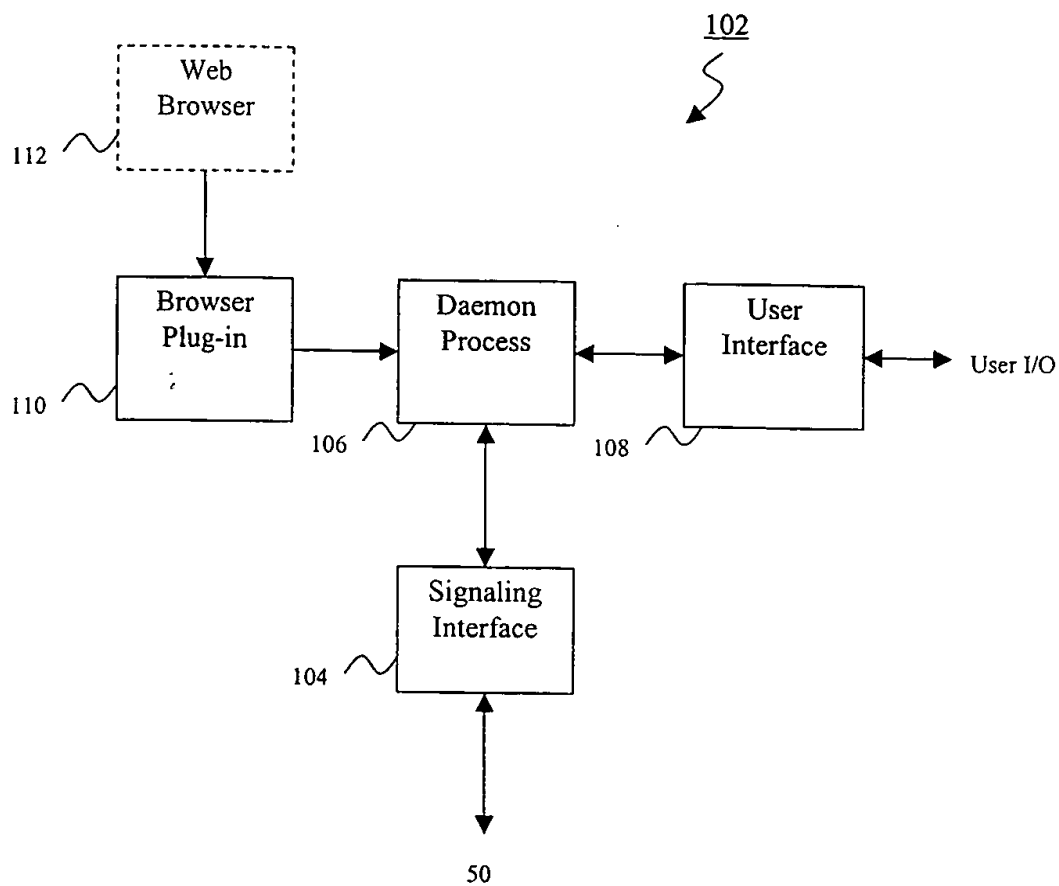 102
Web
Browser
112
Browser
Plug-in
110
Daemon
Process
106
User
Interface
108
User I/O
Signaling
Interface
104
50